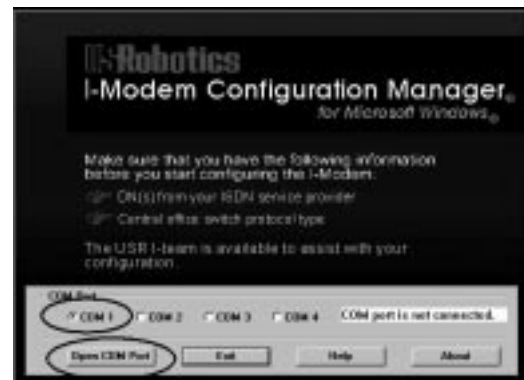 USRobotics
I-Modem Configuration Manager®
for Microsoft Windows®
Make sure that you have the following information
before you start configuring the I-Modem:
DN(s) from your ISDN service provider
Central office switch protocol type
The USR I-team is available to assist with your
configuration.
COM Port
COM 1 COM 2 COM 3 COM 4 COM port is not connected.
Open COM Port Exit Help About